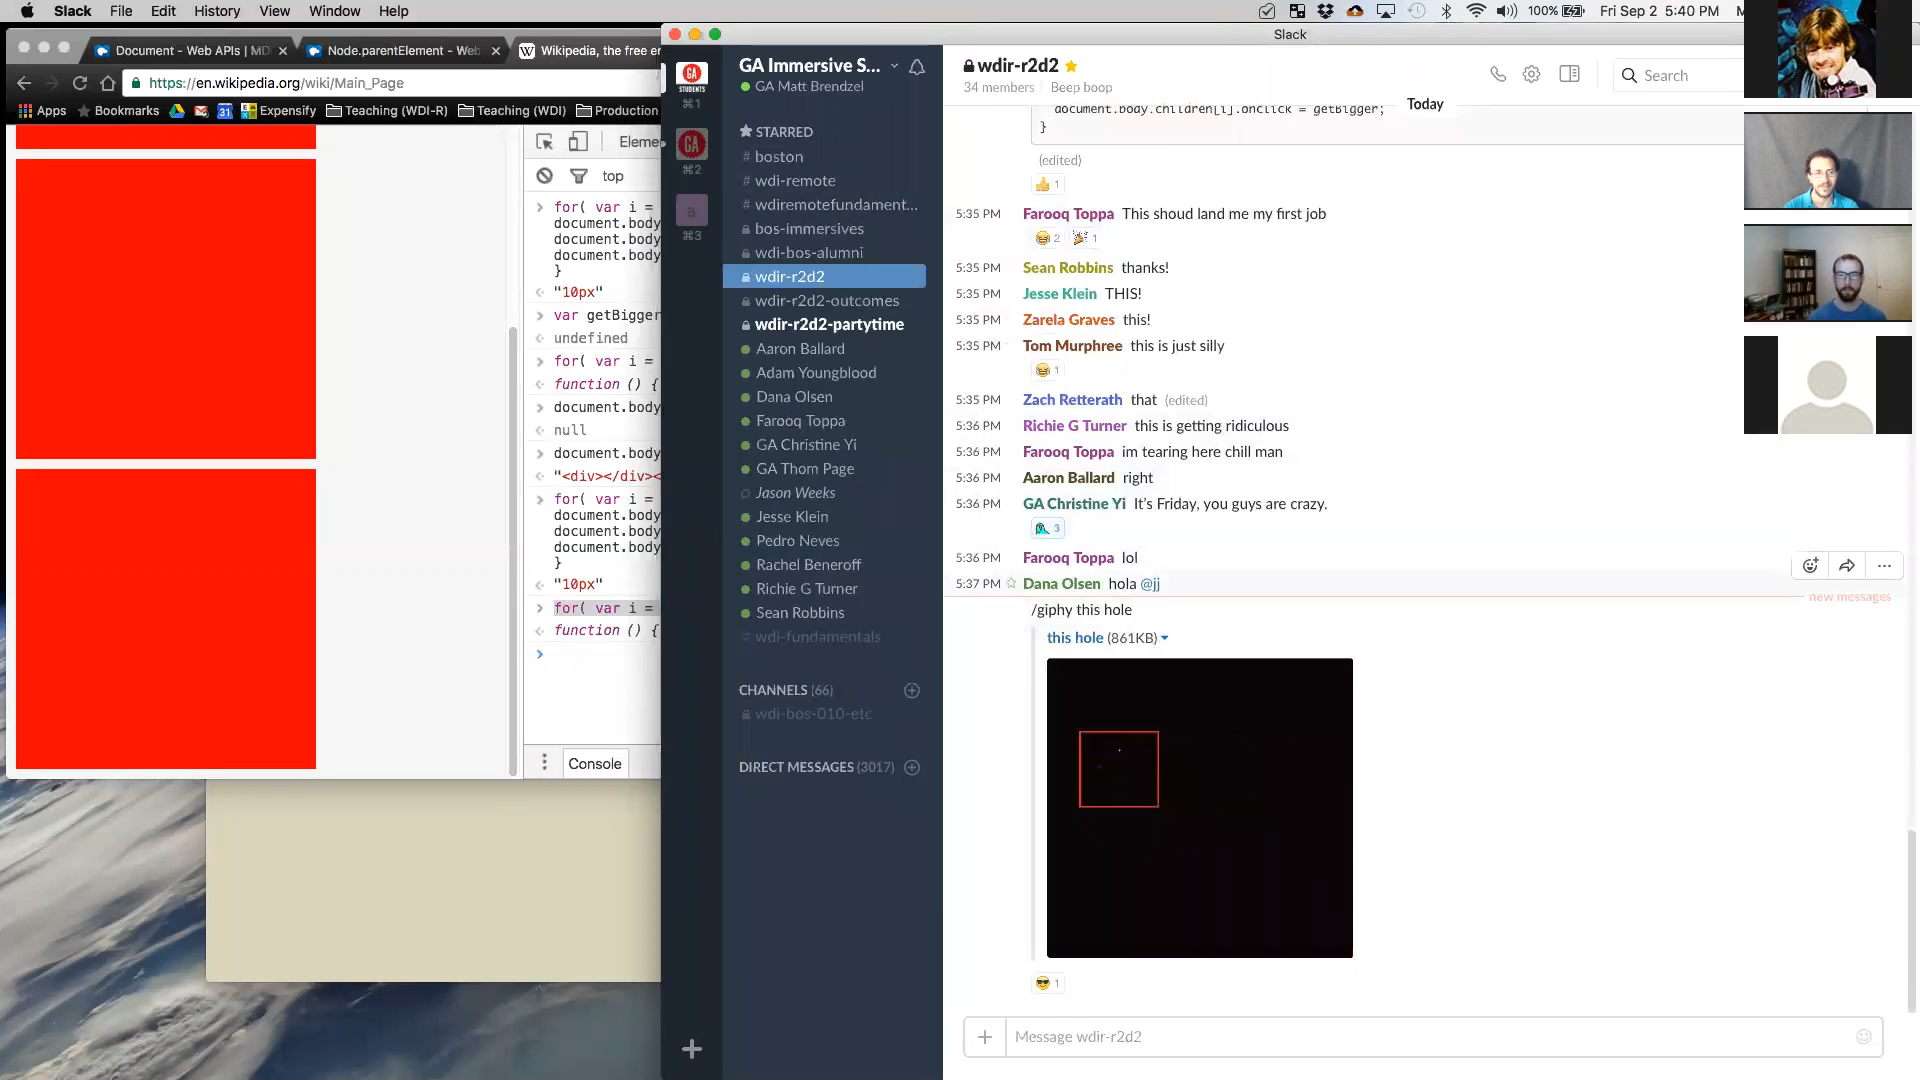 Slack File Edit History View Window Help
100% Fri Sep 2 5:40 PM
Document - Web APIs | MD
Node.parentElement - Web
Wikipedia, the free en
https://en.wikipedia.org/wiki/Main_Page
Apps Bookmarks 31 Expensify Teaching (WDI-R) Teaching (WDI) Production
Eleme
top
for( var i =
document.body
document.body
document.body
}
"10px"
var getBigger
undefined
for( var i =
function () {
document.body
null
document.body
"<div></div><
for( var i =
document.body
document.body
document.body
}
"10px"
for( var i =
function () {
Console
Slack
GA STUDENTS
⌘1
GA
⌘2
B
⌘3
GA Immersive S...
GA Matt Brendzel
STARRED
# boston
# wdi-remote
# wdiremotefundament...
bos-immersives
wdi-bos-alumni
wdir-r2d2
wdir-r2d2-outcomes
wdir-r2d2-partytime
Aaron Ballard
Adam Youngblood
Dana Olsen
Farooq Toppa
GA Christine Yi
GA Thom Page
Jason Weeks
Jesse Klein
Pedro Neves
Rachel Beneroff
Richie G Turner
Sean Robbins
# wdi-fundamentals
CHANNELS (66)
wdi-bos-010-etc
DIRECT MESSAGES (3017)
wdir-r2d2
34 members Beep boop
Search
Today
document.body.children[i].onclick = getBigger;
}
(edited)
1
5:35 PM Farooq Toppa This shoud land me my first job
2 1
5:35 PM Sean Robbins thanks!
5:35 PM Jesse Klein THIS!
5:35 PM Zarela Graves this!
5:35 PM Tom Murphree this is just silly
1
5:35 PM Zach Retterath that (edited)
5:36 PM Richie G Turner this is getting ridiculous
5:36 PM Farooq Toppa im tearing here chill man
5:36 PM Aaron Ballard right
5:36 PM GA Christine Yi It's Friday, you guys are crazy.
3
5:36 PM Farooq Toppa lol
5:37 PM Dana Olsen hola @jj
new messages
/giphy this hole
this hole (861KB)
1
Message wdir-r2d2